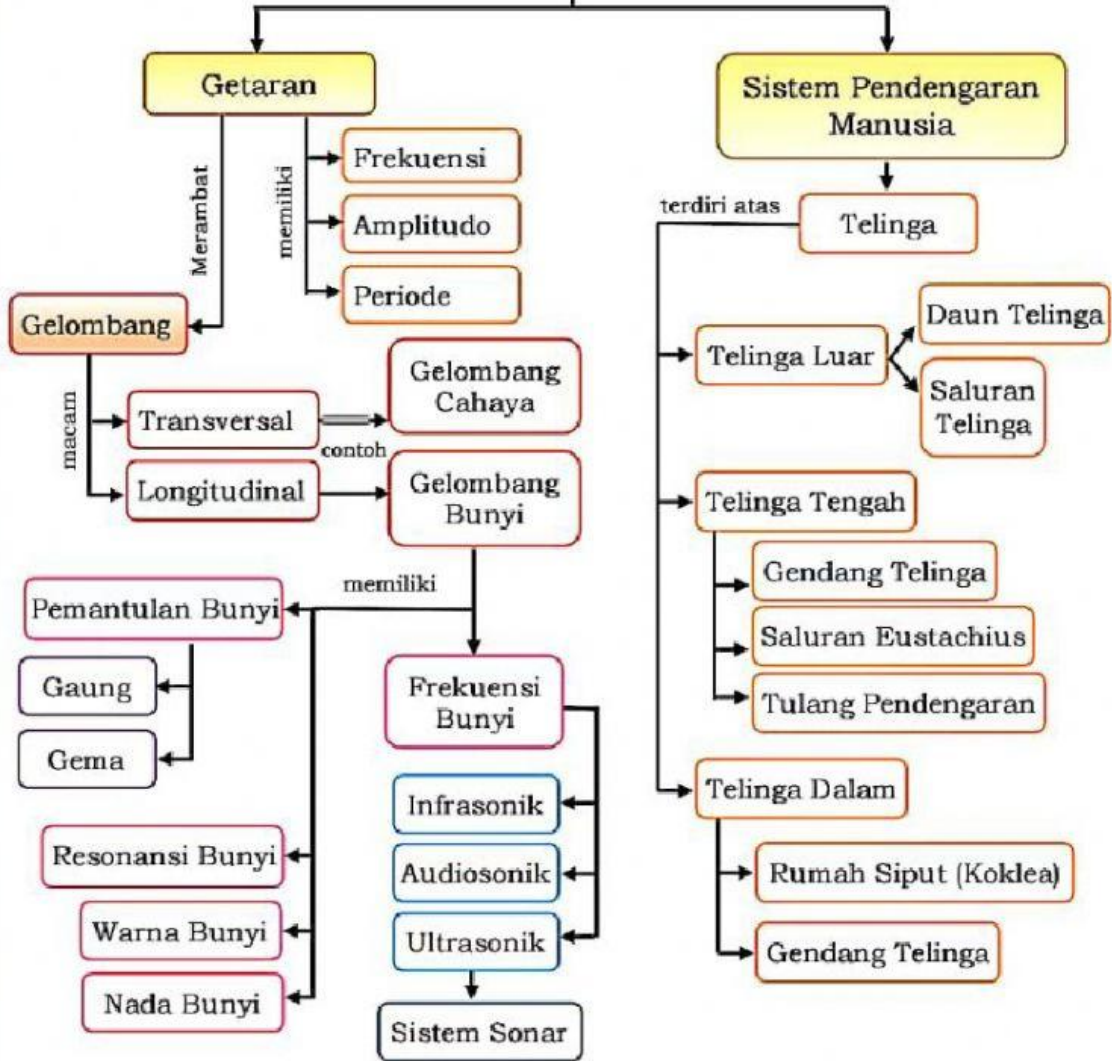 Getaran
Merambat
memiliki
Frekuensi
Amplitudo
Periode
Gelombang
macam
Transversal
contoh
Gelombang
Cahaya
Longitudinal
Gelombang
Bunyi
memiliki
Pemantulan Bunyi
Gaung
Gema
Resonansi Bunyi
Warna Bunyi
Nada Bunyi
Frekuensi
Bunyi
Infrasonik
Audiosonik
Ultrasonik
Sistem Sonar
Sistem Pendengaran
Manusia
terdiri atas
Telinga
Telinga Luar
Daun Telinga
Saluran
Telinga
Telinga Tengah
Gendang Telinga
Saluran Eustachius
Tulang Pendengaran
Telinga Dalam
Rumah Siput (Koklea)
Gendang Telinga